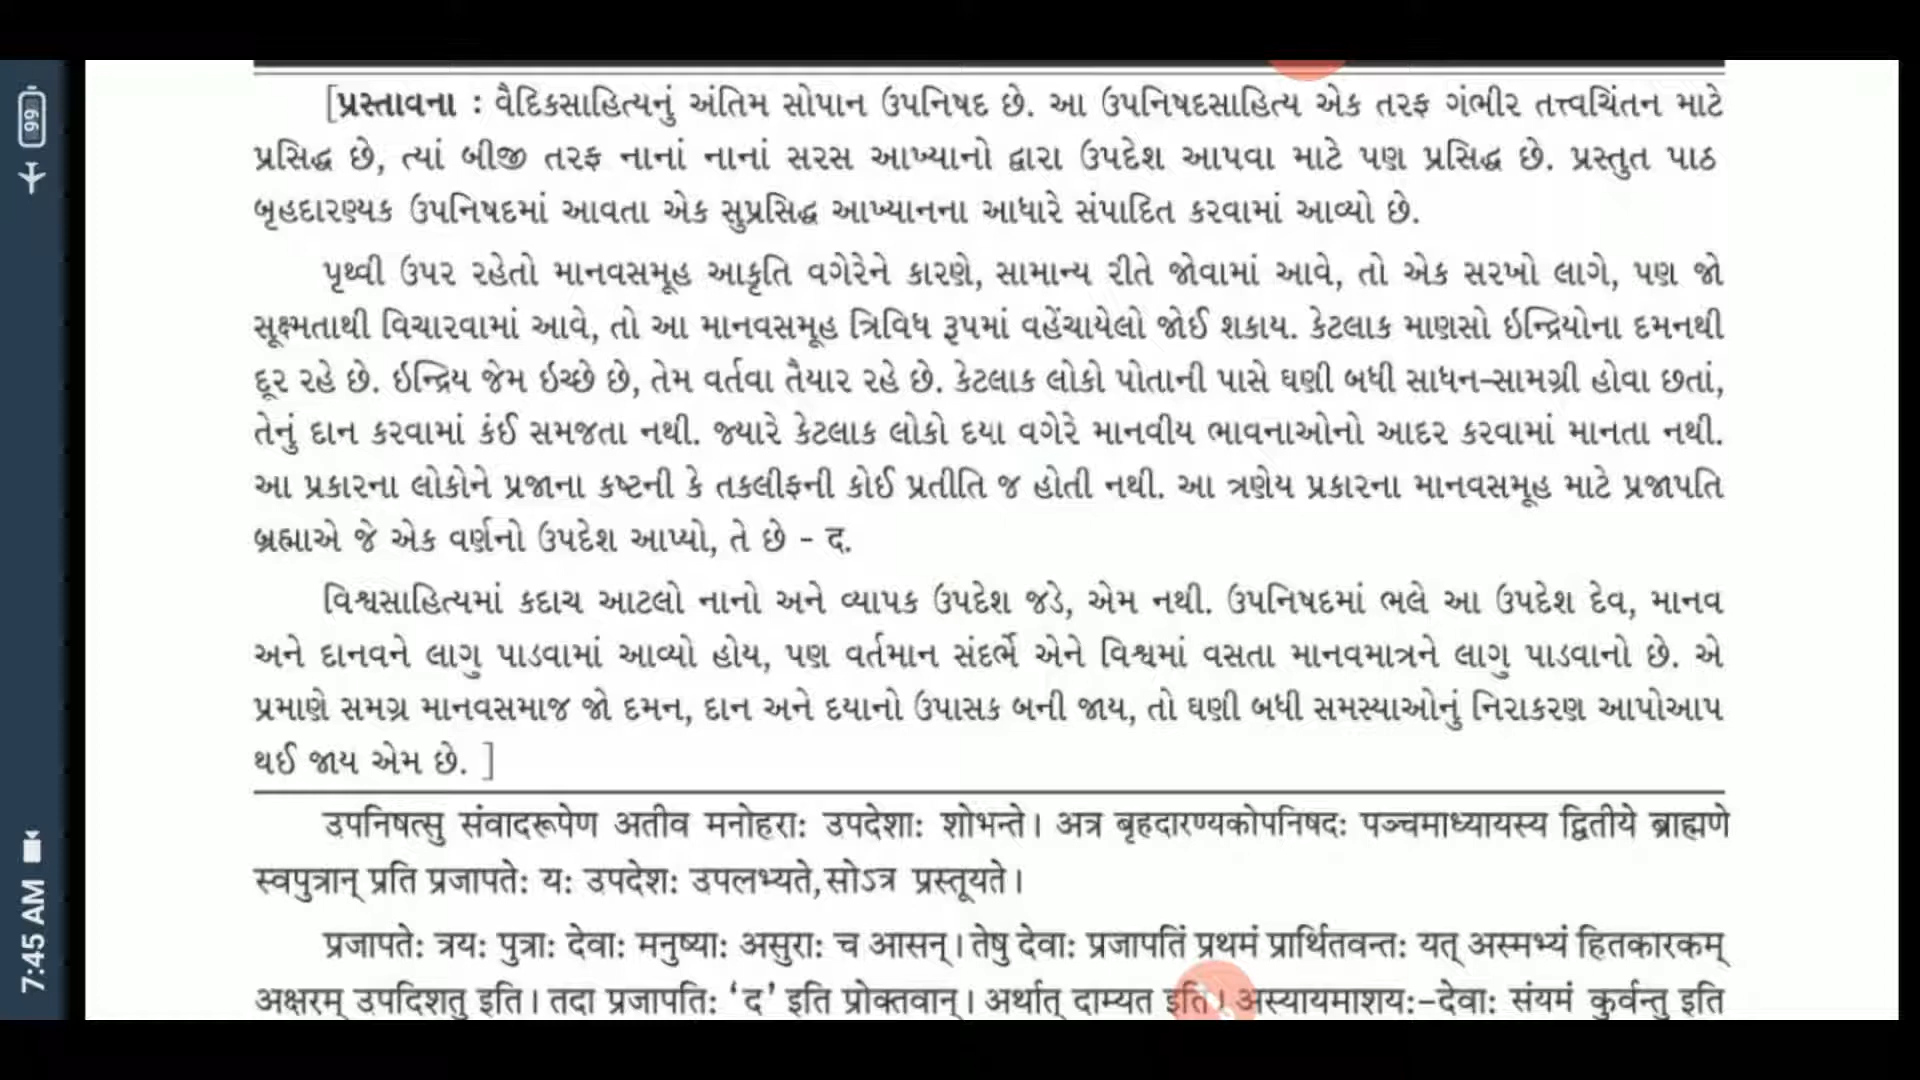 [પ્રસ્તાવના : વૈદિકસાહિત્યનું અંતિમ સોપાન ઉપનિષદ છે. આ ઉપનિષદસાહિત્ય એક તરફ ગંભીર તત્ત્વચિંતન માટે
પ્રસિદ્ધ છે, ત્યાં બીજી તરફ નાનાં નાનાં સરસ આખ્યાનો દ્વારા ઉપદેશ આપવા માટે પણ પ્રસિદ્ધ છે. પ્રસ્તુત પાઠ
બૃહદારણ્યક ઉપનિષદમાં આવતા એક સુપ્રસિદ્ધ આખ્યાનના આધારે સંપાદિત કરવામાં આવ્યો છે.
પૃથ્વી ઉપર રહેતો માનવસમૂહ આકૃતિ વગેરેને કારણે, સામાન્ય રીતે જોવામાં આવે, તો એક સરખો લાગે, પણ જો
સૂક્ષ્મતાથી વિચારવામાં આવે, તો આ માનવસમૂહ ત્રિવિધ રૂપમાં વહેંચાયેલો જોઈ શકાય. કેટલાક માણસો ઇન્દ્રિયોના દમનથી
દૂર રહે છે. ઇન્દ્રિય જેમ ઇચ્છે છે, તેમ વર્તવા તૈયાર રહે છે. કેટલાક લોકો પોતાની પાસે ઘણી બધી સાધન-સામગ્રી હોવા છતાં,
તેનું દાન કરવામાં કંઈ સમજતા નથી. જ્યારે કેટલાક લોકો દયા વગેરે માનવીય ભાવનાઓનો આદર કરવામાં માનતા નથી.
આ પ્રકારના લોકોને પ્રજાના કષ્ટની કે તકલીફની કોઈ પ્રતીતિ જ હોતી નથી. આ ત્રણેય પ્રકારના માનવસમૂહ માટે પ્રજાપતિ
બ્રહ્માએ જે એક વર્ણનો ઉપદેશ આપ્યો, તે છે - द.
વિશ્વસાહિત્યમાં કદાચ આટલો નાનો અને વ્યાપક ઉપદેશ જડે, એમ નથી. ઉપનિષદમાં ભલે આ ઉપદેશ દેવ, માનવ
અને દાનવને લાગુ પાડવામાં આવ્યો હોય, પણ વર્તમાન સંદર્ભે એને વિશ્વમાં વસતા માનવમાત્રને લાગુ પાડવાનો છે. એ
પ્રમાણે સમગ્ર માનવસમાજ જો દમન, દાન અને દયાનો ઉપાસક બની જાય, તો ઘણી બધી સમસ્યાઓનું નિરાકરણ આપોઆપ
થઈ જાય એમ છે. ]
उपनिषत्सु संवादरूपेण अतीव मनोहराः उपदेशाः शोभन्ते। अत्र बृहदारण्यकोपनिषदः पञ्चमाध्यायस्य द्वितीये ब्राह्मणे
स्वपुत्रान् प्रति प्रजापतेः यः उपदेशः उपलभ्यते, सोऽत्र प्रस्तूयते।
प्रजापतेः त्रयः पुत्राः देवाः मनुष्याः असुराः च आसन्। तेषु देवाः प्रजापतिं प्रथमं प्रार्थितवन्तः यत् अस्मभ्यं हितकारकम्
अक्षरम् उपदिशतु इति। तदा प्रजापतिः ‘द’ इति प्रोक्तवान्। अर्थात् दाम्यत इति। अस्यायमाशयः-देवाः संयमं कुर्वन्तु इति
99
7:45 AM